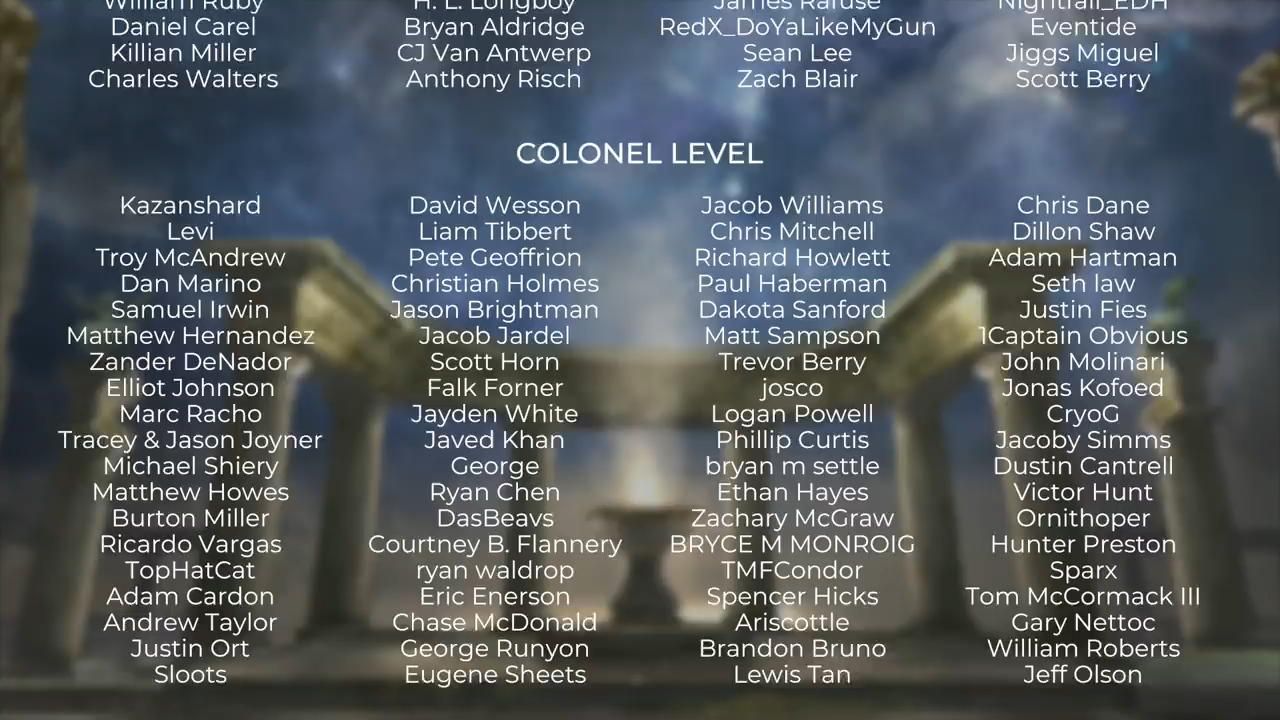 William Ruby H. L. Longboy James Rafuse Nightfall_EDH
Daniel Carel Bryan Aldridge RedX_DoYaLikeMyGun Eventide
Killian Miller CJ Van Antwerp Sean Lee Jiggs Miguel
Charles Walters Anthony Risch Zach Blair Scott Berry
COLONEL LEVEL
Kazanshard David Wesson Jacob Williams Chris Dane
Levi Liam Tibbert Chris Mitchell Dillon Shaw
Troy McAndrew Pete Geoffrion Richard Howlett Adam Hartman
Dan Marino Christian Holmes Paul Haberman Seth law
Samuel Irwin Jason Brightman Dakota Sanford Justin Fies
Matthew Hernandez Jacob Jardel Matt Sampson 1Captain Obvious
Zander DeNador Scott Horn Trevor Berry John Molinari
Elliot Johnson Falk Forner josco Jonas Kofoed
Marc Racho Jayden White Logan Powell CryoG
Tracey & Jason Joyner Javed Khan Phillip Curtis Jacoby Simms
Michael Shiery George bryan m settle Dustin Cantrell
Matthew Howes Ryan Chen Ethan Hayes Victor Hunt
Burton Miller DasBeavs Zachary McGraw Ornithoper
Ricardo Vargas Courtney B. Flannery BRYCE M MONROIG Hunter Preston
TopHatCat ryan waldrop TMFCondor Sparx
Adam Cardon Eric Enerson Spencer Hicks Tom McCormack III
Andrew Taylor Chase McDonald Ariscottle Gary Nettoc
Justin Ort George Runyon Brandon Bruno William Roberts
Sloots Eugene Sheets Lewis Tan Jeff Olson